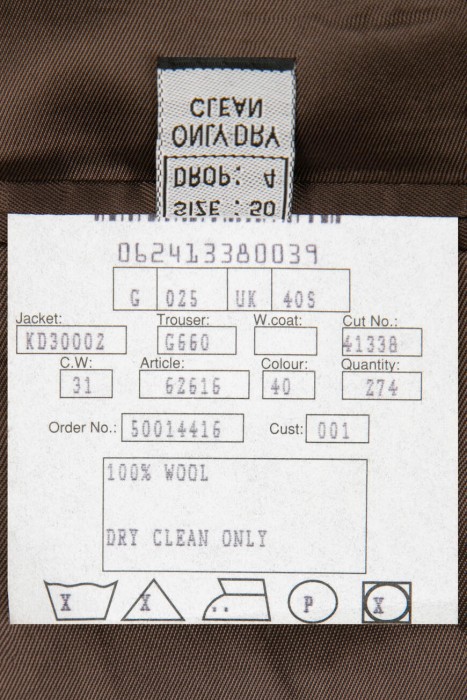 CLEAN
ONLY DRY
DROP: 4
SIZE : 50
062413380039
G 025 UK 40S
Jacket: Trouser: W.coat: Cut No.:
KD30002 G660 41338
C.W: Article: Colour: Quantity:
31 62616 40 274
Order No.: 50014416 Cust: 001
100% WOOL
DRY CLEAN ONLY
X X .. P X